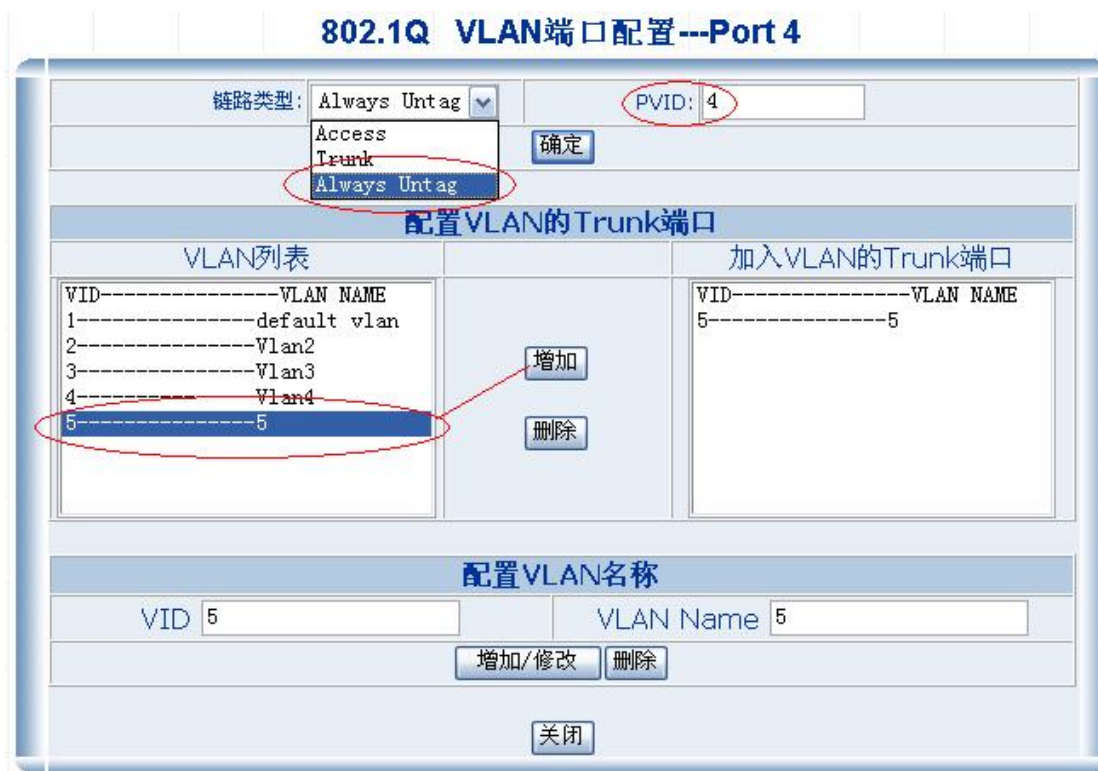 802.1Q VLAN端口配置---Port 4
链路类型: Always Untag PVID: 4
Access
Trunk
Always Untag
确定
配置VLAN的Trunk端口
VLAN列表 加入VLAN的Trunk端口
VID---------------VLAN NAME
1---------------default vlan
2---------------Vlan2
3---------------Vlan3
4---------------Vlan4
5---------------5
增加
删除
VID---------------VLAN NAME
5---------------5
配置VLAN名称
VID 5 VLAN Name 5
增加/修改 删除
关闭